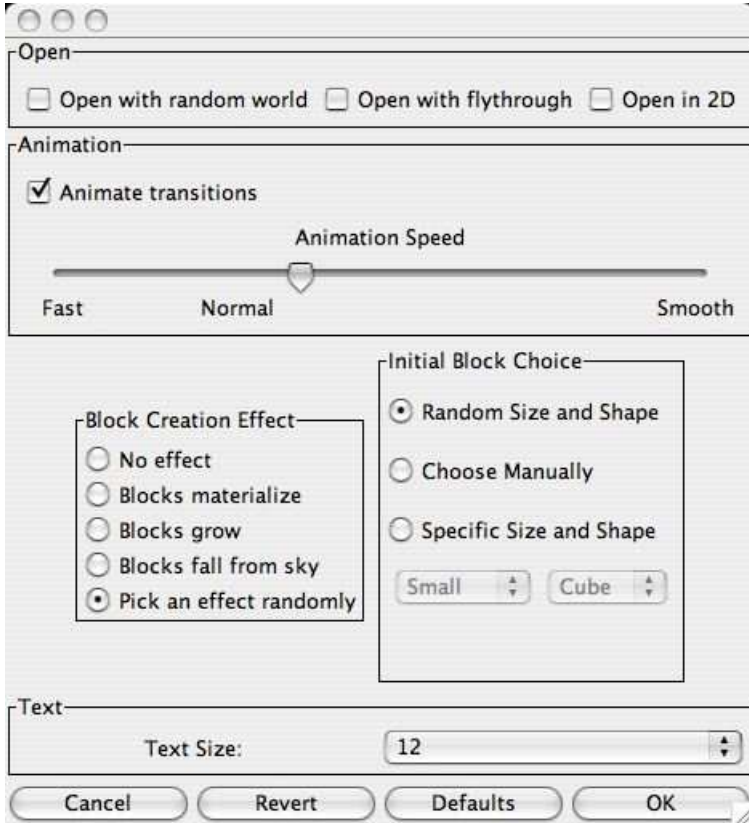 Open
Open with random world Open with flythrough Open in 2D
Animation
Animate transitions
Animation Speed
Fast Normal Smooth
Block Creation Effect
No effect
Blocks materialize
Blocks grow
Blocks fall from sky
Pick an effect randomly
Initial Block Choice
Random Size and Shape
Choose Manually
Specific Size and Shape
Small Cube
Text
Text Size: 12
Cancel Revert Defaults OK